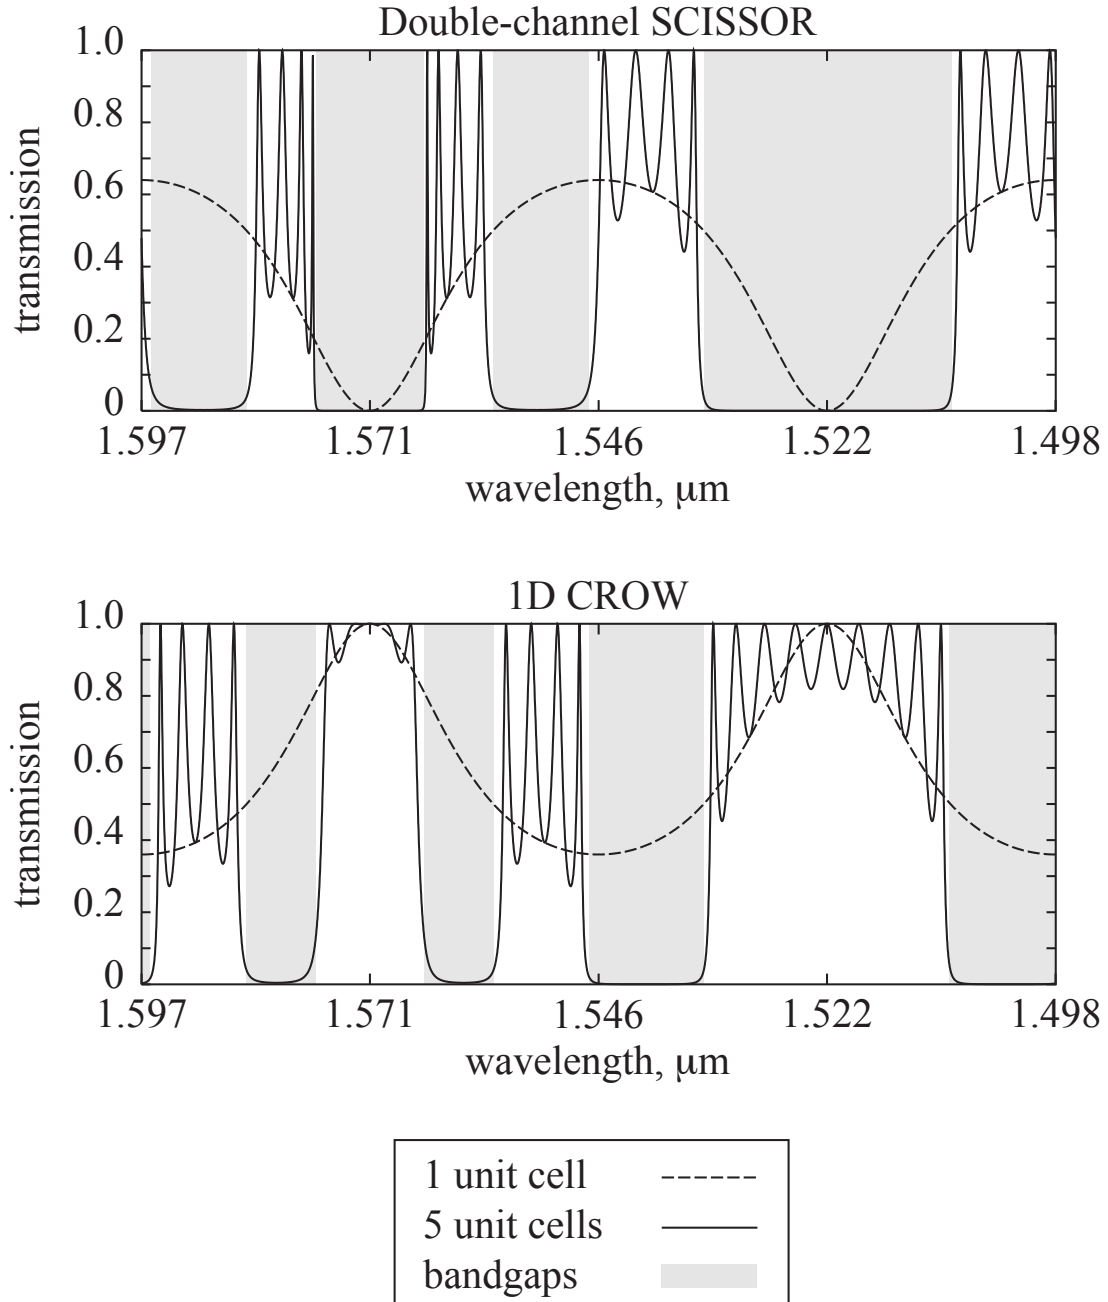 Double-channel SCISSOR
1.0
0.8
0.6
0.4
0.2
0
transmission
1.597 1.571 1.546 1.522 1.498
wavelength, μm
1D CROW
1.0
0.8
0.6
0.4
0.2
0
transmission
1.597 1.571 1.546 1.522 1.498
wavelength, μm
1 unit cell
5 unit cells
bandgaps